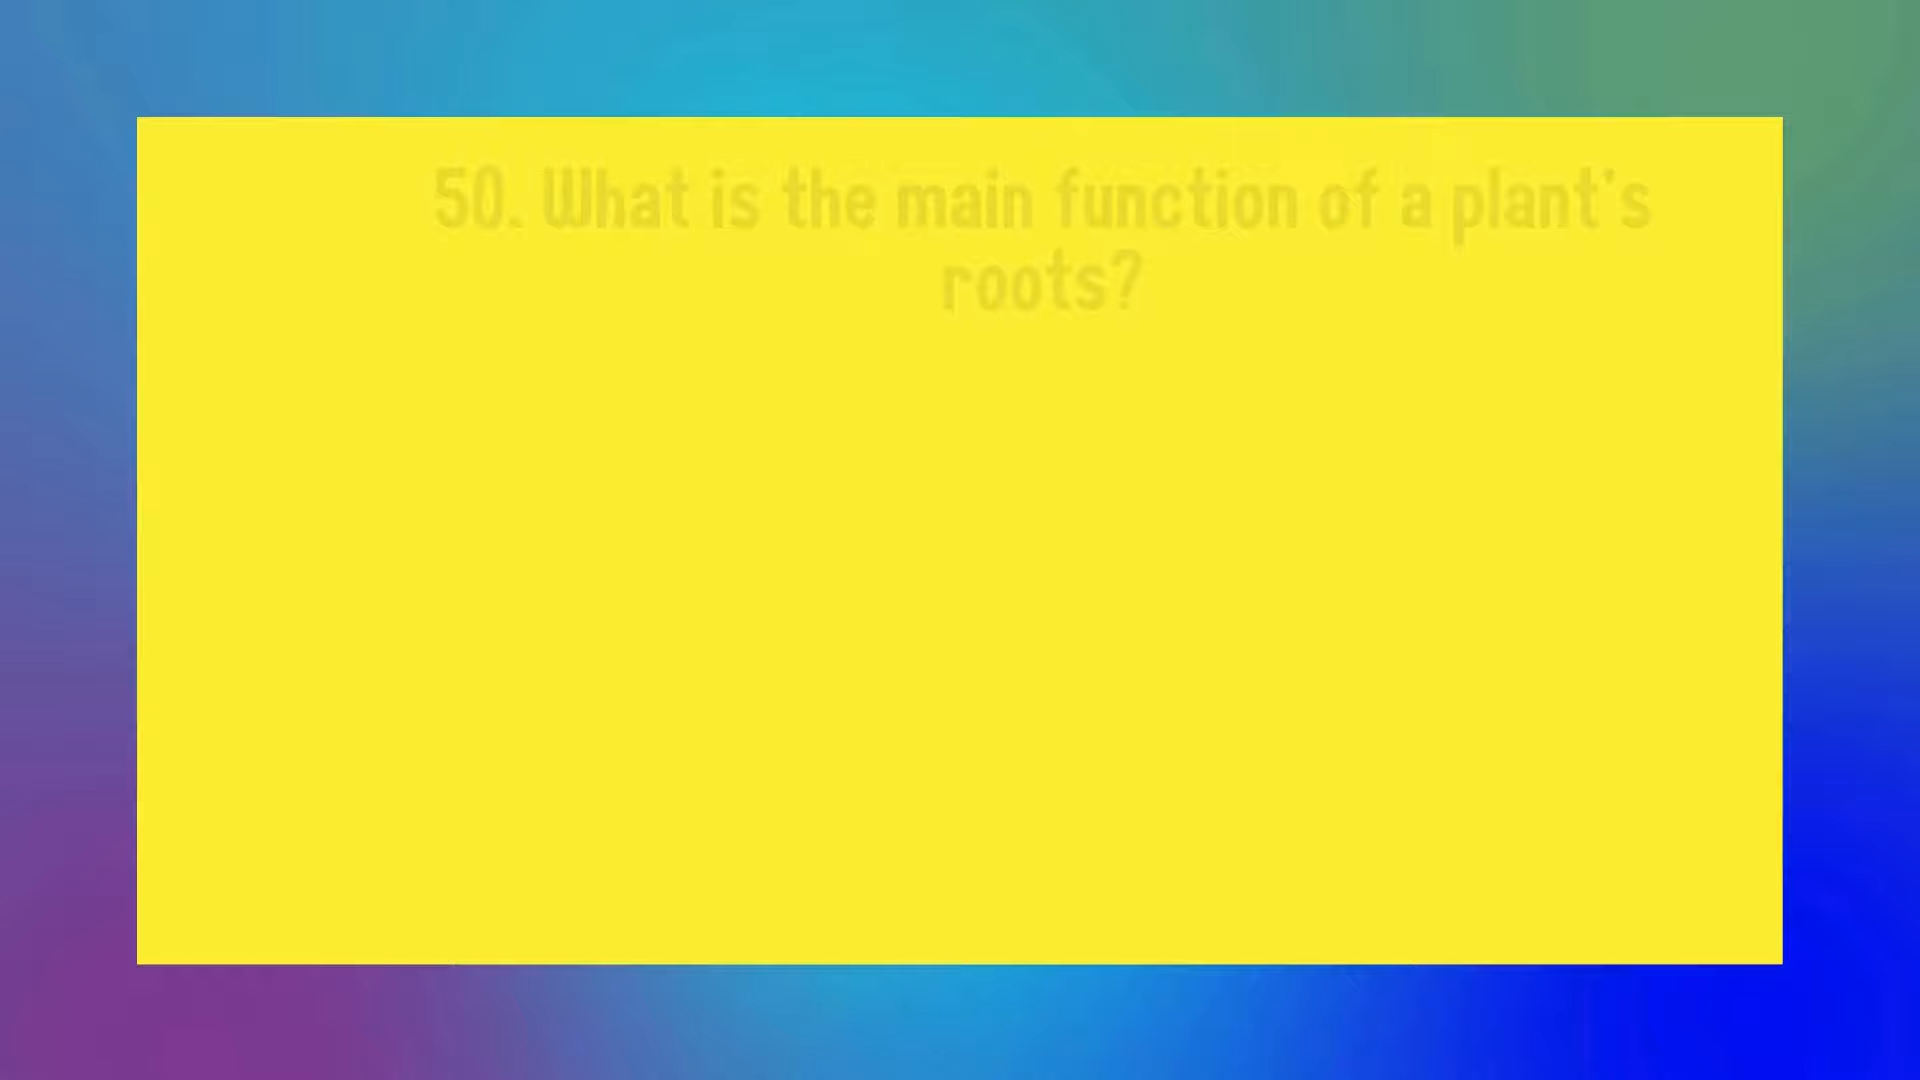 50. What is the main function of a plant's
roots?